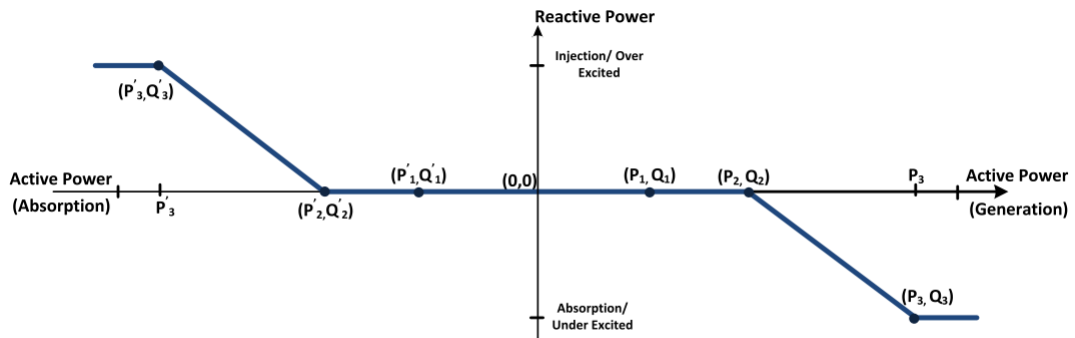 Reactive Power
Injection/ Over
Excited
(P'3,Q'3)
Active Power
(Absorption)
P'3
(P'2,Q'2)
(P'1,Q'1)
(0,0)
(P1, Q1)
(P2, Q2)
P3
Active Power
(Generation)
(P3, Q3)
Absorption/
Under Excited